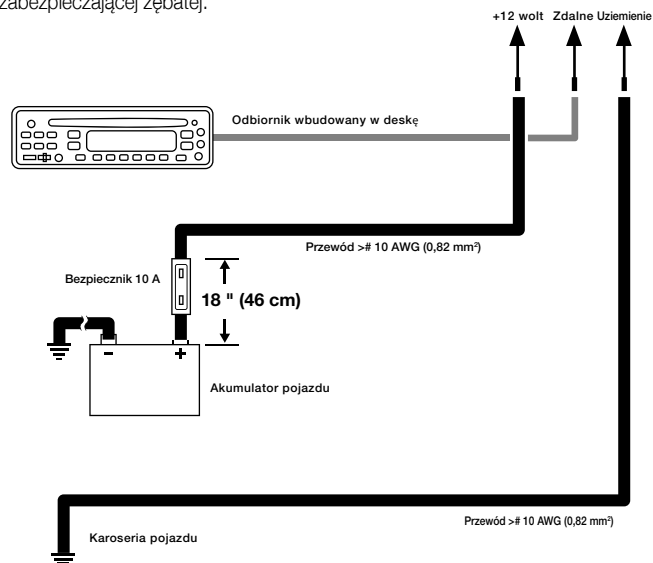 zabezpieczającej zębatej.
+12 wolt Zdalne Uziemienie
Odbiornik wbudowany w deskę
Przewód ># 10 AWG (0,82 mm²)
Bezpiecznik 10 A
18 " (46 cm)
- +
Akumulator pojazdu
Przewód ># 10 AWG (0,82 mm²)
Karoseria pojazdu